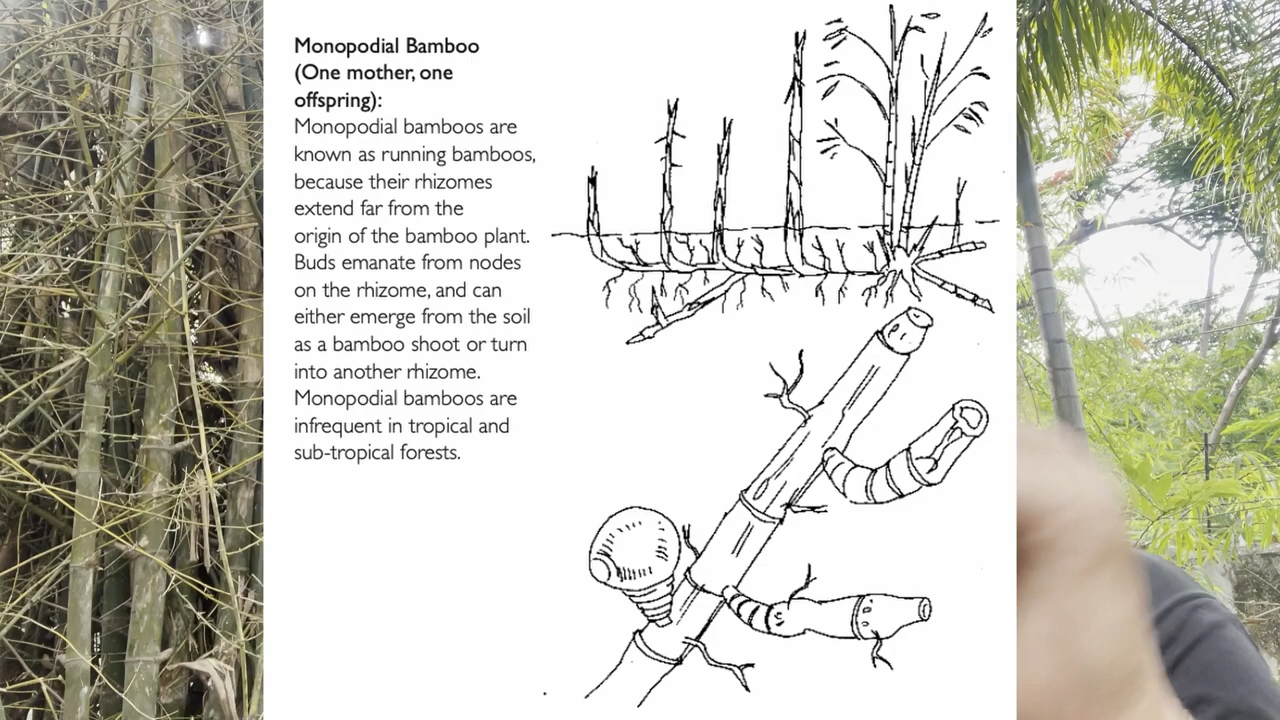 Monopodial Bamboo
(One mother, one
offspring):
Monopodial bamboos are
known as running bamboos,
because their rhizomes
extend far from the
origin of the bamboo plant.
Buds emanate from nodes
on the rhizome, and can
either emerge from the soil
as a bamboo shoot or turn
into another rhizome.
Monopodial bamboos are
infrequent in tropical and
sub-tropical forests.